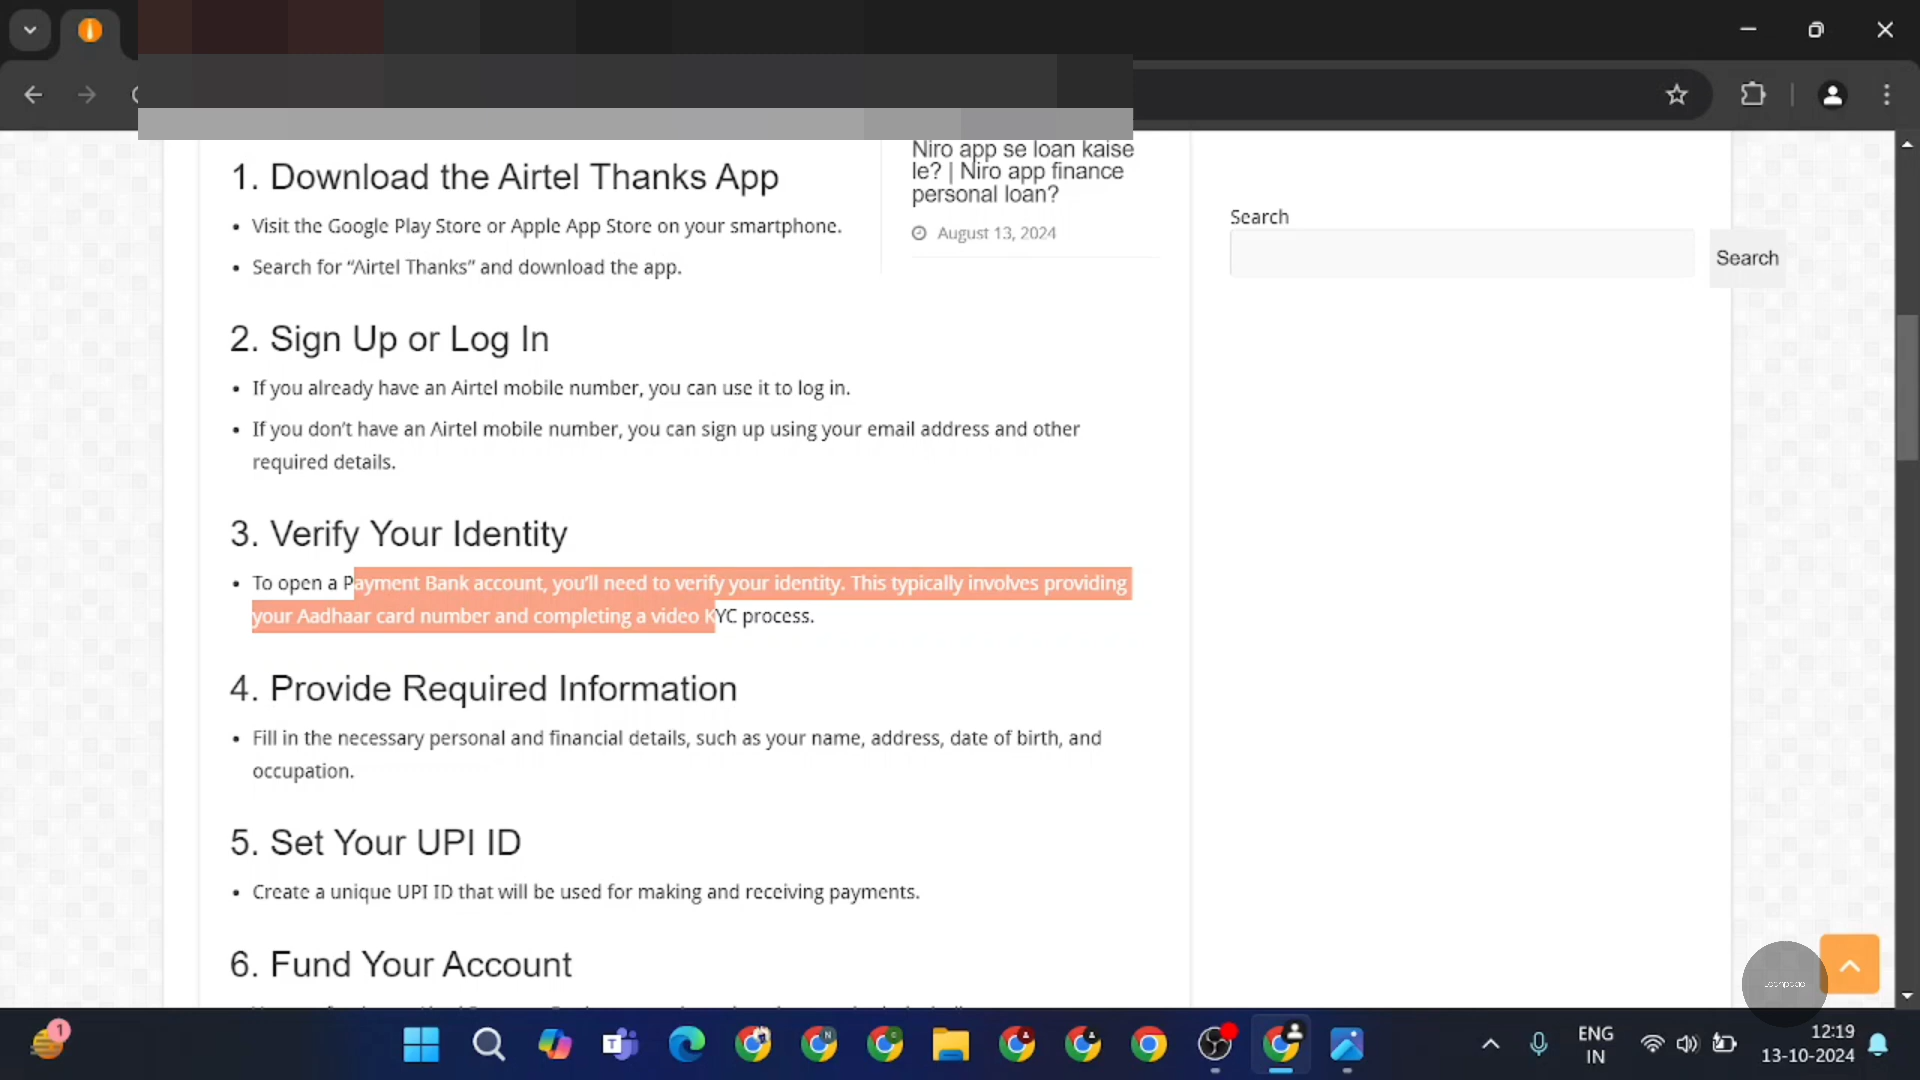 1. Download the Airtel Thanks App
• Visit the Google Play Store or Apple App Store on your smartphone.
• Search for “Airtel Thanks” and download the app.
2. Sign Up or Log In
• If you already have an Airtel mobile number, you can use it to log in.
• If you don’t have an Airtel mobile number, you can sign up using your email address and other
required details.
3. Verify Your Identity
• To open a Payment Bank account, you’ll need to verify your identity. This typically involves providing
your Aadhaar card number and completing a video KYC process.
4. Provide Required Information
• Fill in the necessary personal and financial details, such as your name, address, date of birth, and
occupation.
5. Set Your UPI ID
• Create a unique UPI ID that will be used for making and receiving payments.
6. Fund Your Account
Niro app se loan kaise
le? | Niro app finance
personal loan?
August 13, 2024
Search
Search
1
ENG
IN
12:19
13-10-2024